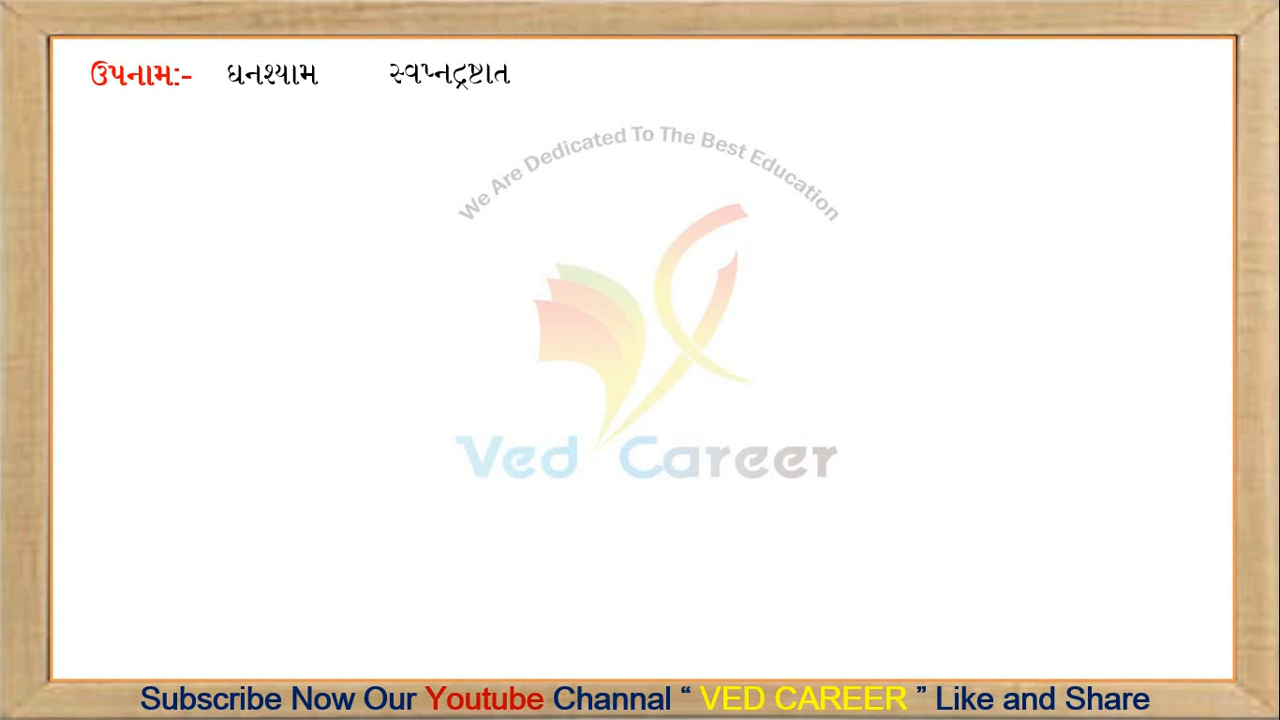 ઉપનામ:- ઘનશ્યામ સ્વપ્નદ્રષ્ટાત
We Are Dedicated To The Best Education
Ved Career
Subscribe Now Our Youtube Channal “ VED CAREER ” Like and Share